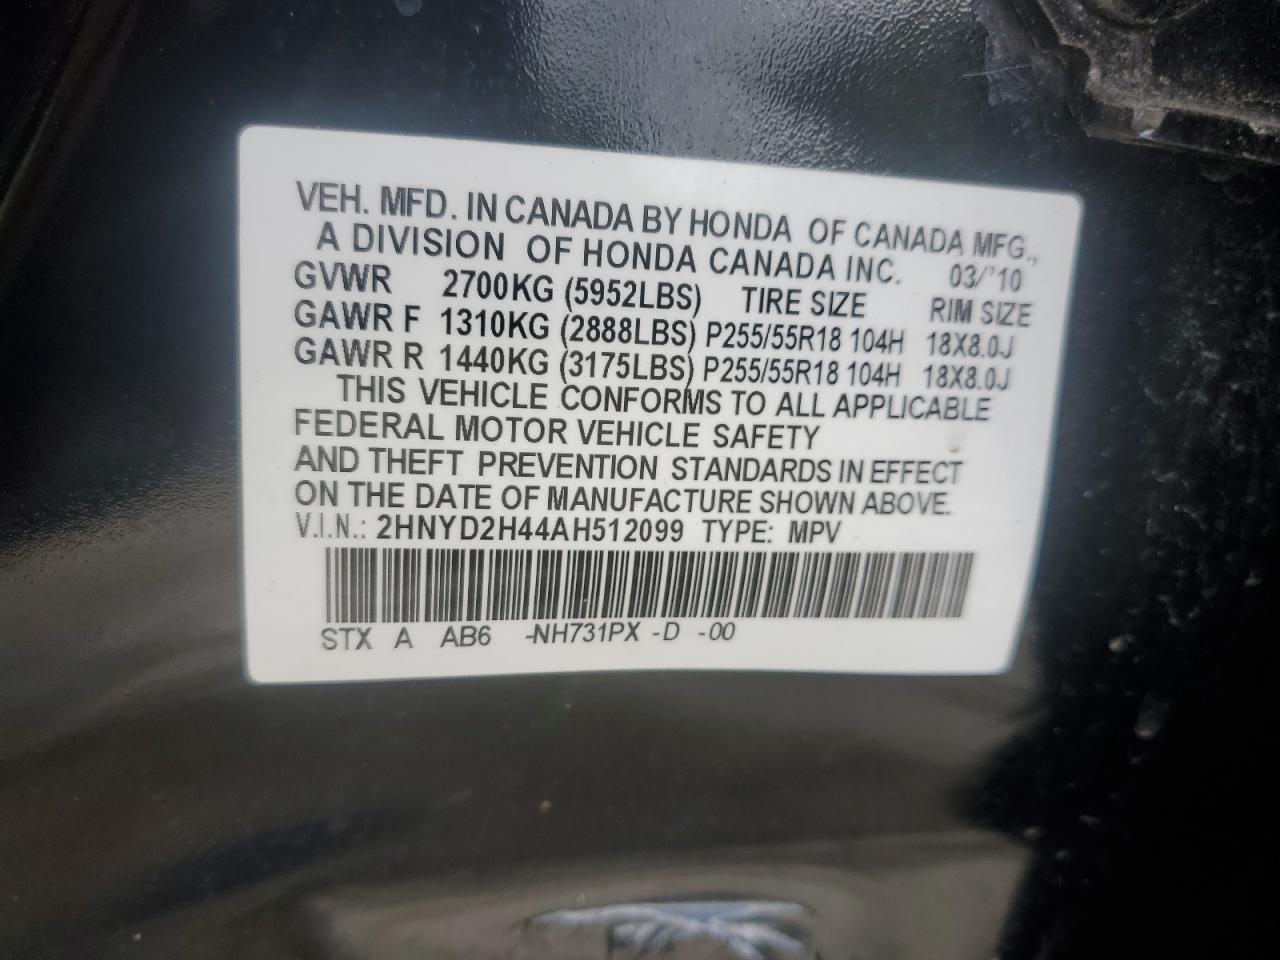 VEH. MFD. IN CANADA BY HONDA OF CANADA MFG.,
A DIVISION OF HONDA CANADA INC. 03/'10
GVWR 2700KG (5952LBS) TIRE SIZE RIM SIZE
GAWR F 1310KG (2888LBS) P255/55R18 104H 18X8.0J
GAWR R 1440KG (3175LBS) P255/55R18 104H 18X8.0J
THIS VEHICLE CONFORMS TO ALL APPLICABLE
FEDERAL MOTOR VEHICLE SAFETY
AND THEFT PREVENTION STANDARDS IN EFFECT
ON THE DATE OF MANUFACTURE SHOWN ABOVE.
V.I.N.: 2HNYD2H44AH512099 TYPE: MPV
STX A AB6 -NH731PX -D -00